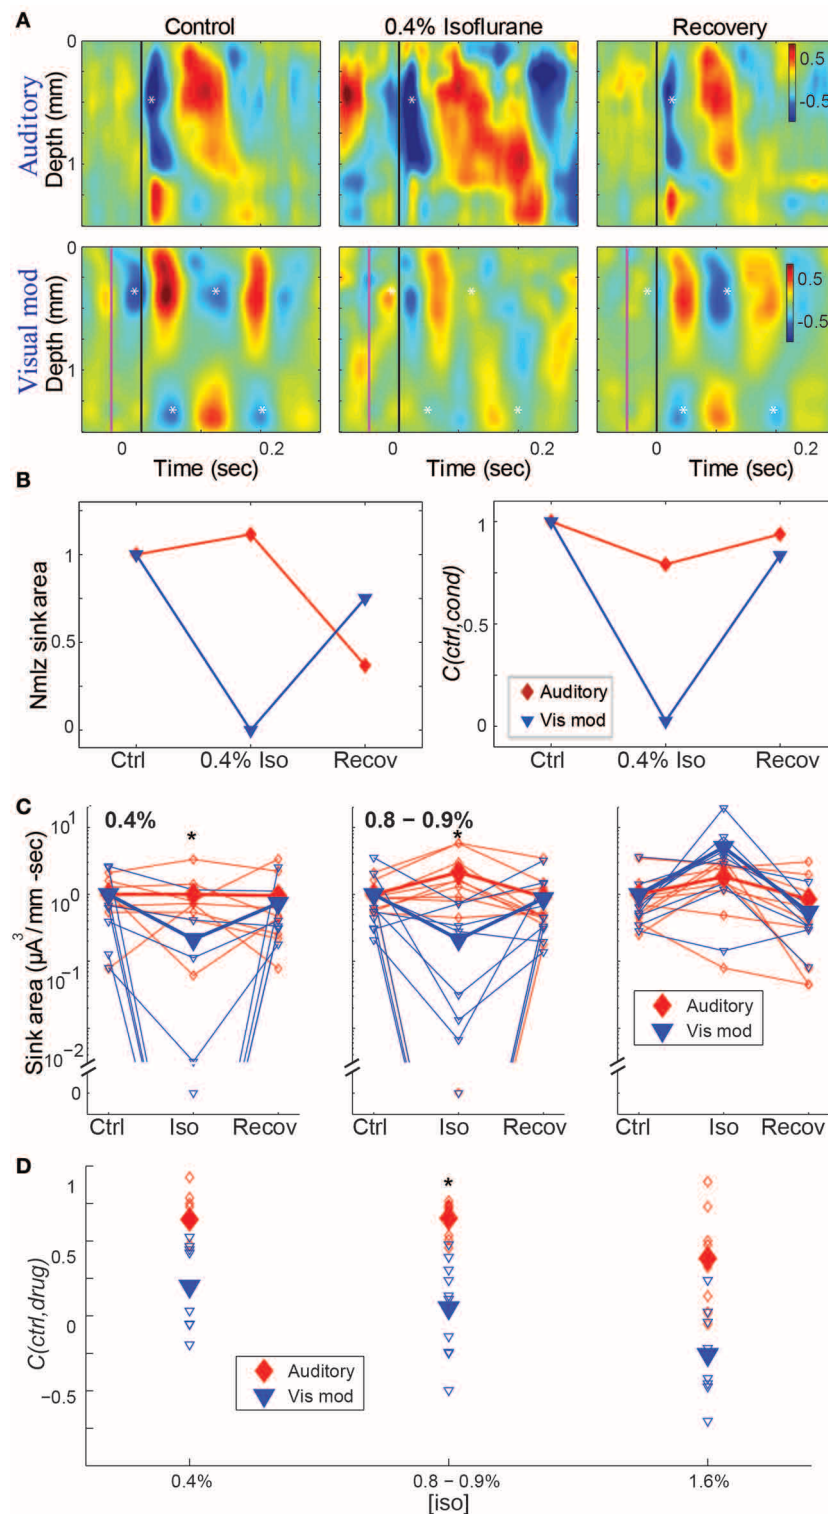 A
Control
0.4% Isoflurane
Recovery
Auditory
Depth (mm)
0
1
0.5
-0.5
Visual mod
Depth (mm)
0
1
0.5
-0.5
* * * * * * * * * * * * * * *
0 0.2
0 0.2
0 0.2
Time (sec)
Time (sec)
Time (sec)
B
Nmlz sink area
1
0.5
0
Ctrl 0.4% Iso Recov
C(ctrl,cond)
1
0.5
0
Auditory
Vis mod
Ctrl 0.4% Iso Recov
C
Sink area (µA/mm³-sec)
10¹
10⁰
10⁻¹
10⁻²
0
0.4%
*
0.8 – 0.9%
*
Auditory
Vis mod
Ctrl Iso Recov
Ctrl Iso Recov
Ctrl Iso Recov
D
C(ctrl,drug)
1
0.5
0
−0.5
*
Auditory
Vis mod
0.4% 0.8 – 0.9% 1.6%
[iso]